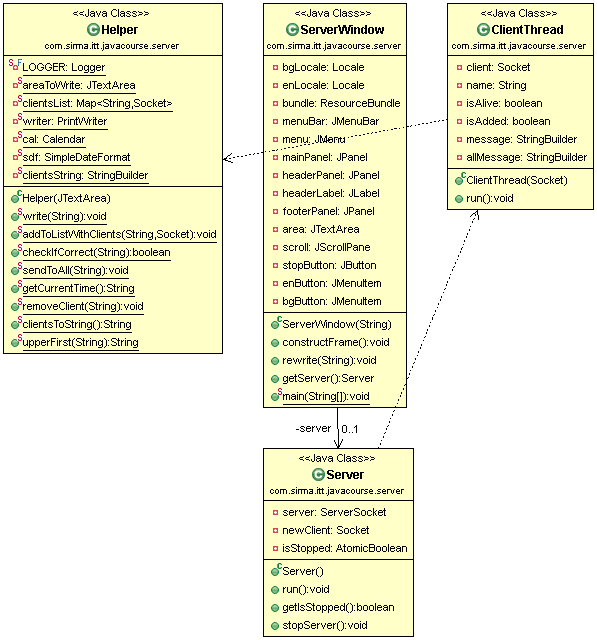 <<Java Class>>
Helper
com.sirma.itt.javacourse.server
LOGGER: Logger
areaToWrite: JTextArea
clientsList: Map<String,Socket>
writer: PrintWriter
cal: Calendar
sdf: SimpleDateFormat
clientsString: StringBuilder
Helper(JTextArea)
write(String):void
addToListWithClients(String,Socket):void
checkIfCorrect(String):boolean
sendToAll(String):void
getCurrentTime():String
removeClient(String):void
clientsToString():String
upperFirst(String):String
<<Java Class>>
ServerWindow
com.sirma.itt.javacourse.server
bgLocale: Locale
enLocale: Locale
bundle: ResourceBundle
menuBar: JMenuBar
menu: JMenu
mainPanel: JPanel
headerPanel: JPanel
headerLabel: JLabel
footerPanel: JPanel
area: JTextArea
scroll: JScrollPane
stopButton: JButton
enButton: JMenuItem
bgButton: JMenuItem
ServerWindow(String)
constructFrame():void
rewrite(String):void
getServer():Server
main(String[]):void
<<Java Class>>
ClientThread
com.sirma.itt.javacourse.server
client: Socket
name: String
isAlive: boolean
isAdded: boolean
message: StringBuilder
allMessage: StringBuilder
ClientThread(Socket)
run():void
-server 0..1
<<Java Class>>
Server
com.sirma.itt.javacourse.server
server: ServerSocket
newClient: Socket
isStopped: AtomicBoolean
Server()
run():void
getIsStopped():boolean
stopServer():void